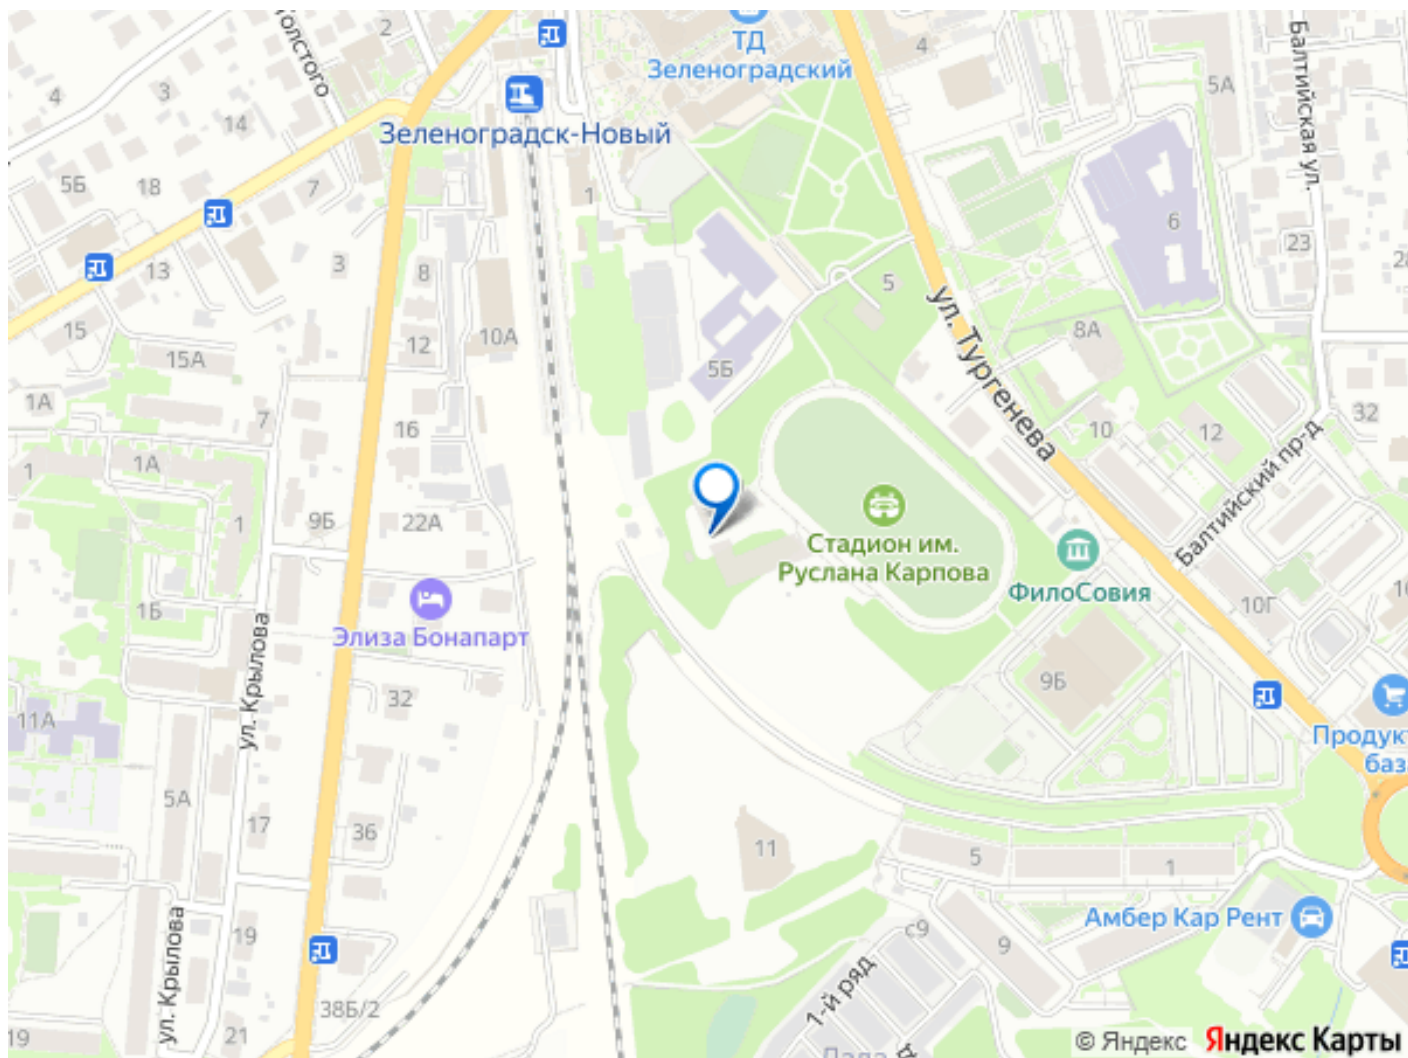 Толстого
2
4
3
14
5Б
18
7
13
15
15А
1А
7
1
1А
1
9Б
1Б
11А
5А
17
19
19
21
ул. Крылова
ул. Крылова
Зеленоградск-Новый
ТД
Зеленоградский
4
5А
Балтийская ул.
1
3
8
10А
12
16
22А
Элиза Бонапарт
32
36
38Б/2
5
5Б
6
23
8А
ул. Тургенева
10
12
32
Балтийский пр-д
Стадион им.
Руслана Карпова
ФилоСовия
10Г
9Б
Продукт
база
11
5
1
с9
9
1-й ряд
Амбер Кар Рент
© Яндекс Яндекс Карты